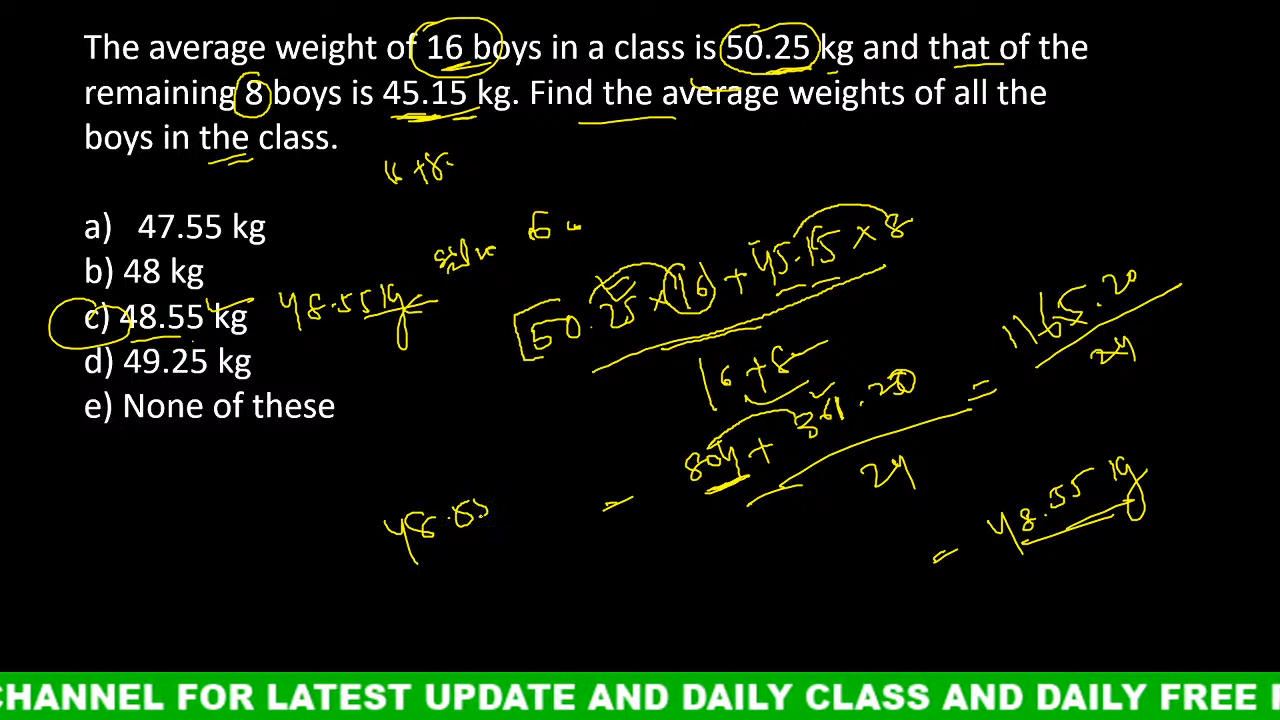 The average weight of 16 boys in a class is 50.25 kg and that of the
remaining 8 boys is 45.15 kg. Find the average weights of all the
boys in the class.
16 +8
a) 47.55 kg
b) 48 kg
c) 48.55 kg
d) 49.25 kg
e) None of these
48.55 kg
[50.25 × 16 + 45.15 × 8
16 + 8
= 804 + 361.20
24
= 1165.20
24
= 48.55 kg
48.55
CHANNEL FOR LATEST UPDATE AND DAILY CLASS AND DAILY FREE